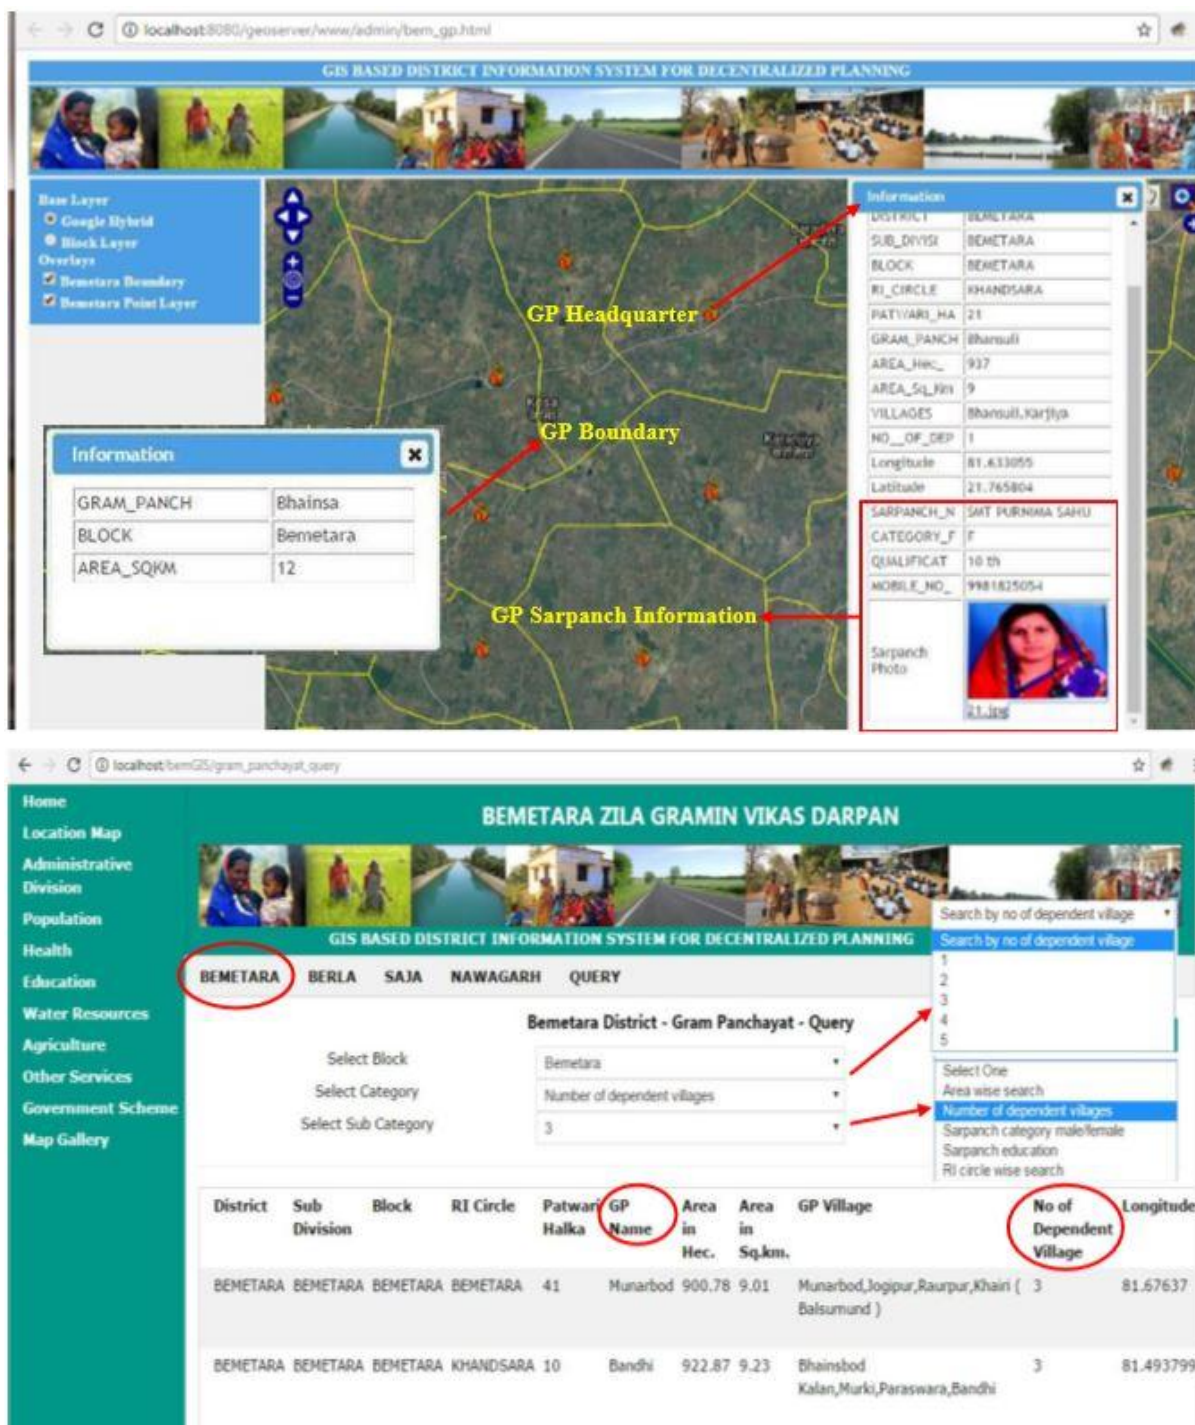 localhost:8080/geoserver/www/admin/bem_gp.html
GIS BASED DISTRICT INFORMATION SYSTEM FOR DECENTRALIZED PLANNING
Base Layer
Google Hybrid
Block Layer
Overlays
Bemetara Boundary
Bemetara Point Layer
GP Headquarter
GP Boundary
GP Sarpanch Information
Information
GRAM_PANCH Bhainsa
BLOCK Bemetara
AREA_SQKM 12
Information
DISTRICT BEMETARA
SUB_DIVISI BEMETARA
BLOCK BEMETARA
RI_CIRCLE KHANDSARA
PATWARI_HA 21
GRAM_PANCH Bhansuli
AREA_Hec_ 937
AREA_Sq_Km 9
VILLAGES Bhansuli,Karjiya
NO__OF_DEP 1
Longitude 81.633055
Latitude 21.765804
SARPANCH_N SMT PURNIMA SAHU
CATEGORY_F F
QUALIFICAT 10 th
MOBILE_NO_ 9981825054
Sarpanch
Photo
21.jpg
localhost/bemGIS/gram_panchayat_query
Home
Location Map
Administrative
Division
Population
Health
Education
Water Resources
Agriculture
Other Services
Government Scheme
Map Gallery
BEMETARA ZILA GRAMIN VIKAS DARPAN
GIS BASED DISTRICT INFORMATION SYSTEM FOR DECENTRALIZED PLANNING
BEMETARA BERLA SAJA NAWAGARH QUERY
Bemetara District - Gram Panchayat - Query
Select Block Bemetara
Select Category Number of dependent villages
Select Sub Category 3
Search by no of dependent village
Search by no of dependent village
1
2
3
4
5
Select One
Area wise search
Number of dependent villages
Sarpanch category male/female
Sarpanch education
RI circle wise search
District Sub Block RI Circle Patwari GP Area Area GP Village No of Longitude
Division Halka Name in in Dependent
Hec. Sq.km. Village
BEMETARA BEMETARA BEMETARA BEMETARA 41 Munarbod 900.78 9.01 Munarbod,Jogipur,Raurpur,Khairi ( 3 81.67637
Balsumund )
BEMETARA BEMETARA BEMETARA KHANDSARA 10 Bandhi 922.87 9.23 Bhainsbod 3 81.493799
Kalan,Murki,Paraswara,Bandhi